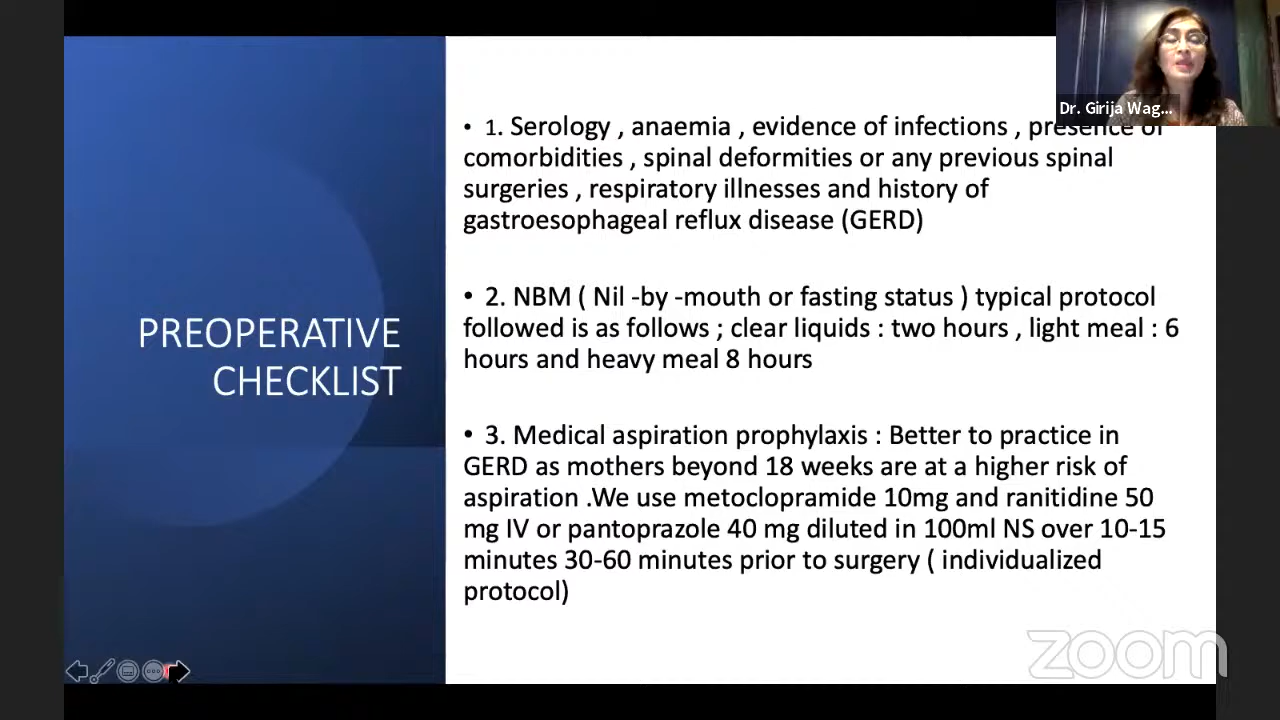 Dr. Girija Wag...
PREOPERATIVE
CHECKLIST
• 1. Serology , anaemia , evidence of infections , presence of
comorbidities , spinal deformities or any previous spinal
surgeries , respiratory illnesses and history of
gastroesophageal reflux disease (GERD)
• 2. NBM ( Nil -by -mouth or fasting status ) typical protocol
followed is as follows ; clear liquids : two hours , light meal : 6
hours and heavy meal 8 hours
• 3. Medical aspiration prophylaxis : Better to practice in
GERD as mothers beyond 18 weeks are at a higher risk of
aspiration .We use metoclopramide 10mg and ranitidine 50
mg IV or pantoprazole 40 mg diluted in 100ml NS over 10-15
minutes 30-60 minutes prior to surgery ( individualized
protocol)
zoom